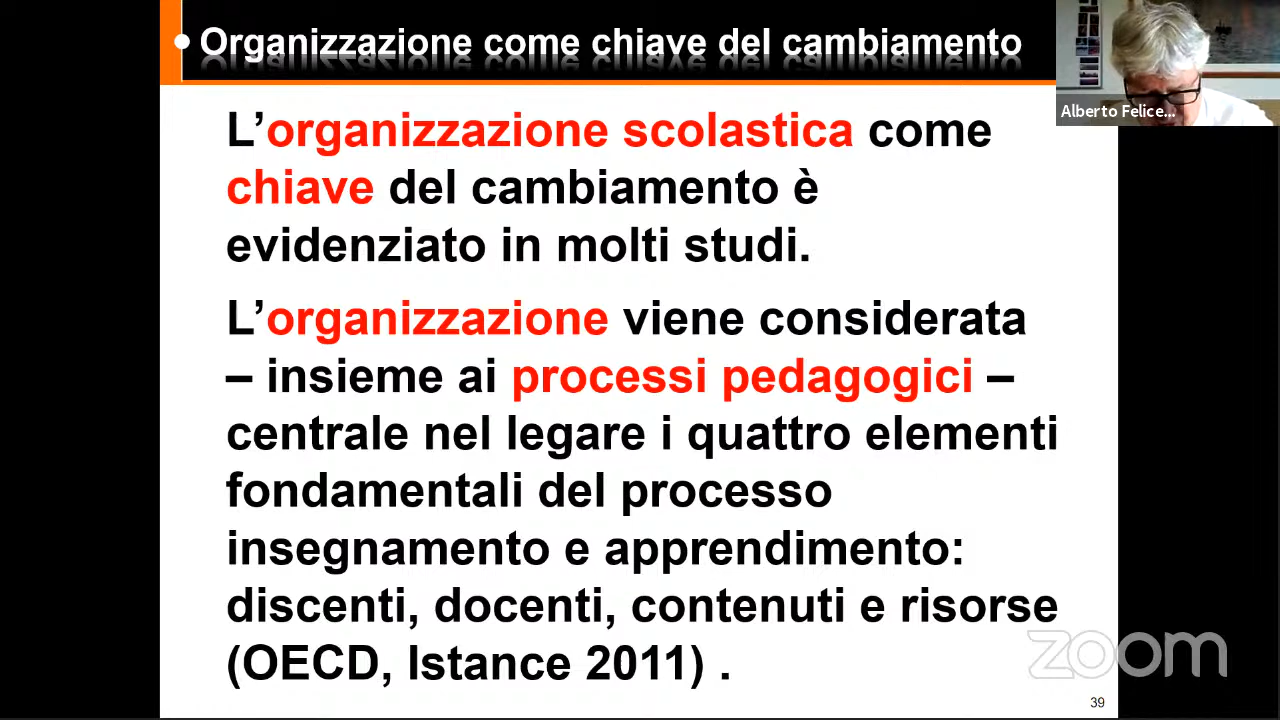 • Organizzazione come chiave del cambiamento
Alberto Felice...
L’organizzazione scolastica come
chiave del cambiamento è
evidenziato in molti studi.
L’organizzazione viene considerata
– insieme ai processi pedagogici –
centrale nel legare i quattro elementi
fondamentali del processo
insegnamento e apprendimento:
discenti, docenti, contenuti e risorse
(OECD, Istance 2011) .
zoom
39